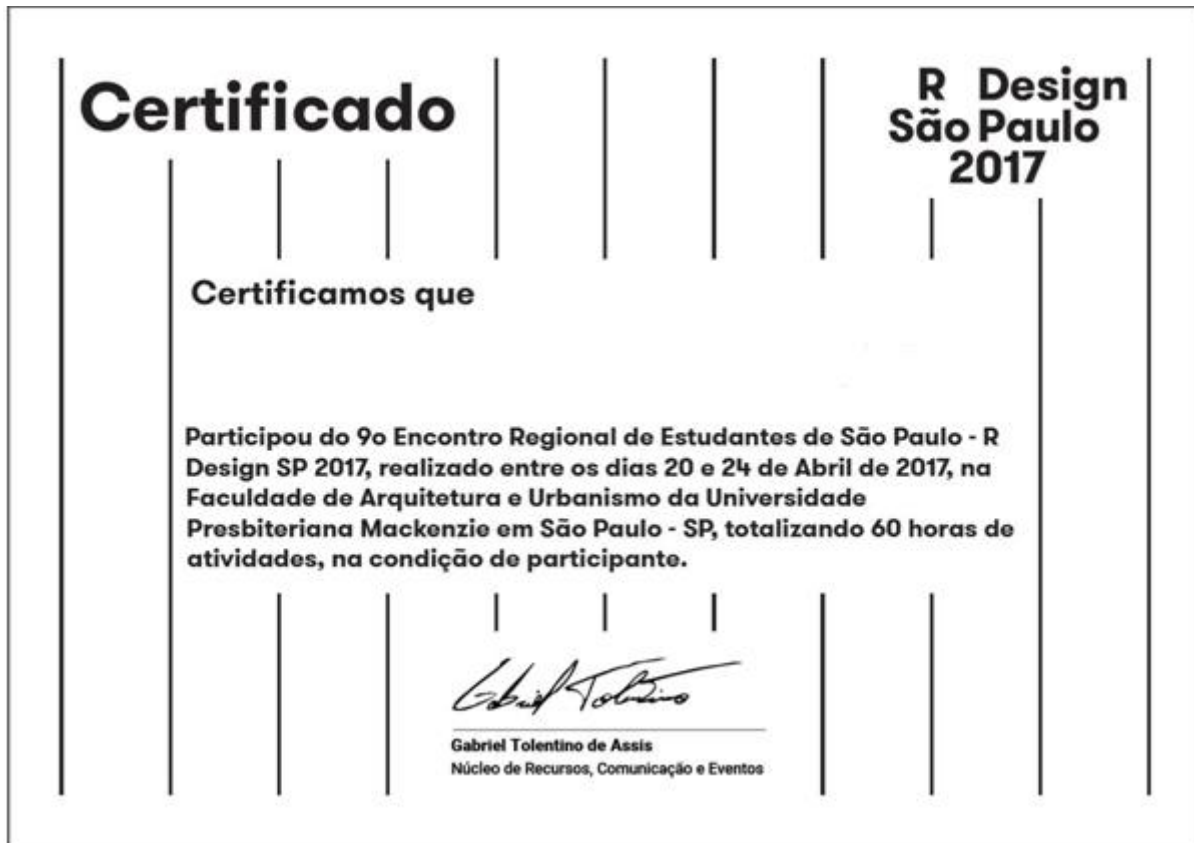 Certificado
R Design
São Paulo
2017
Certificamos que
Participou do 9o Encontro Regional de Estudantes de São Paulo - R
Design SP 2017, realizado entre os dias 20 e 24 de Abril de 2017, na
Faculdade de Arquitetura e Urbanismo da Universidade
Presbiteriana Mackenzie em São Paulo - SP, totalizando 60 horas de
atividades, na condição de participante.
Gabriel Tolentino
Gabriel Tolentino de Assis
Núcleo de Recursos, Comunicação e Eventos